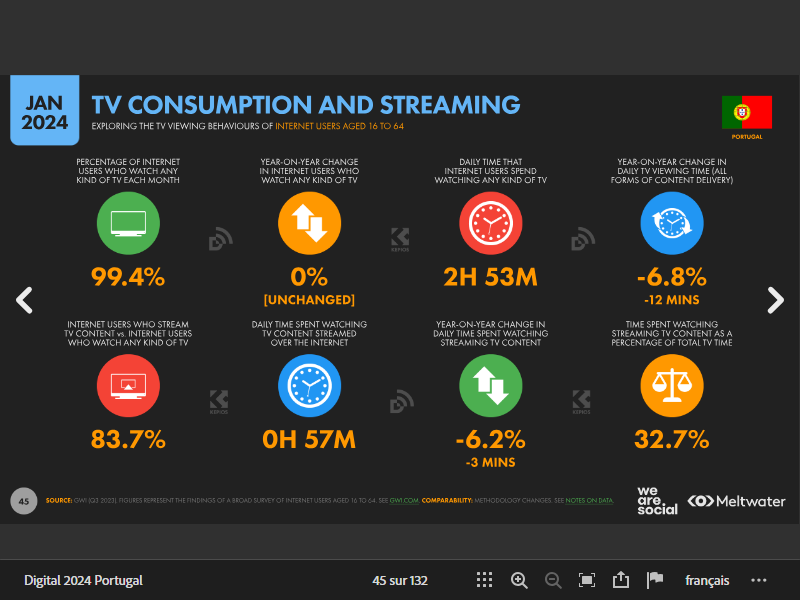 JAN
2024
TV CONSUMPTION AND STREAMING
EXPLORING THE TV VIEWING BEHAVIOURS OF INTERNET USERS AGED 16 TO 64
PORTUGAL
PERCENTAGE OF INTERNET
USERS WHO WATCH ANY
KIND OF TV EACH MONTH
99.4%
YEAR-ON-YEAR CHANGE
IN INTERNET USERS WHO
WATCH ANY KIND OF TV
0%
[UNCHANGED]
DAILY TIME THAT
INTERNET USERS SPEND
WATCHING ANY KIND OF TV
2H 53M
YEAR-ON-YEAR CHANGE IN
DAILY TV VIEWING TIME (ALL
FORMS OF CONTENT DELIVERY)
-6.8%
-12 MINS
KEPIOS
INTERNET USERS WHO STREAM
TV CONTENT vs. INTERNET USERS
WHO WATCH ANY KIND OF TV
83.7%
DAILY TIME SPENT WATCHING
TV CONTENT STREAMED
OVER THE INTERNET
0H 57M
YEAR-ON-YEAR CHANGE IN
DAILY TIME SPENT WATCHING
STREAMING TV CONTENT
-6.2%
-3 MINS
TIME SPENT WATCHING
STREAMING TV CONTENT AS A
PERCENTAGE OF TOTAL TV TIME
32.7%
KEPIOS
KEPIOS
45
SOURCE: GWI (Q3 2023). FIGURES REPRESENT THE FINDINGS OF A BROAD SURVEY OF INTERNET USERS AGED 16 TO 64. SEE GWI.COM. COMPARABILITY: METHODOLOGY CHANGES. SEE NOTES ON DATA.
we
are.
social
Meltwater
Digital 2024 Portugal
45 sur 132
français